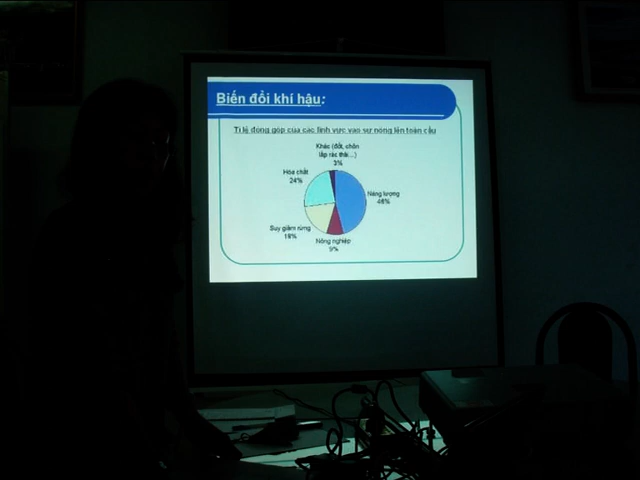 Biến đổi khí hậu:
Tỉ lệ đóng góp của các lĩnh vực vào sự nóng lên toàn cầu
Khác (đốt, chôn
lấp rác thải...)
3%
Hóa chất
24%
Năng lượng
46%
Suy giảm rừng
18%
Nông nghiệp
9%